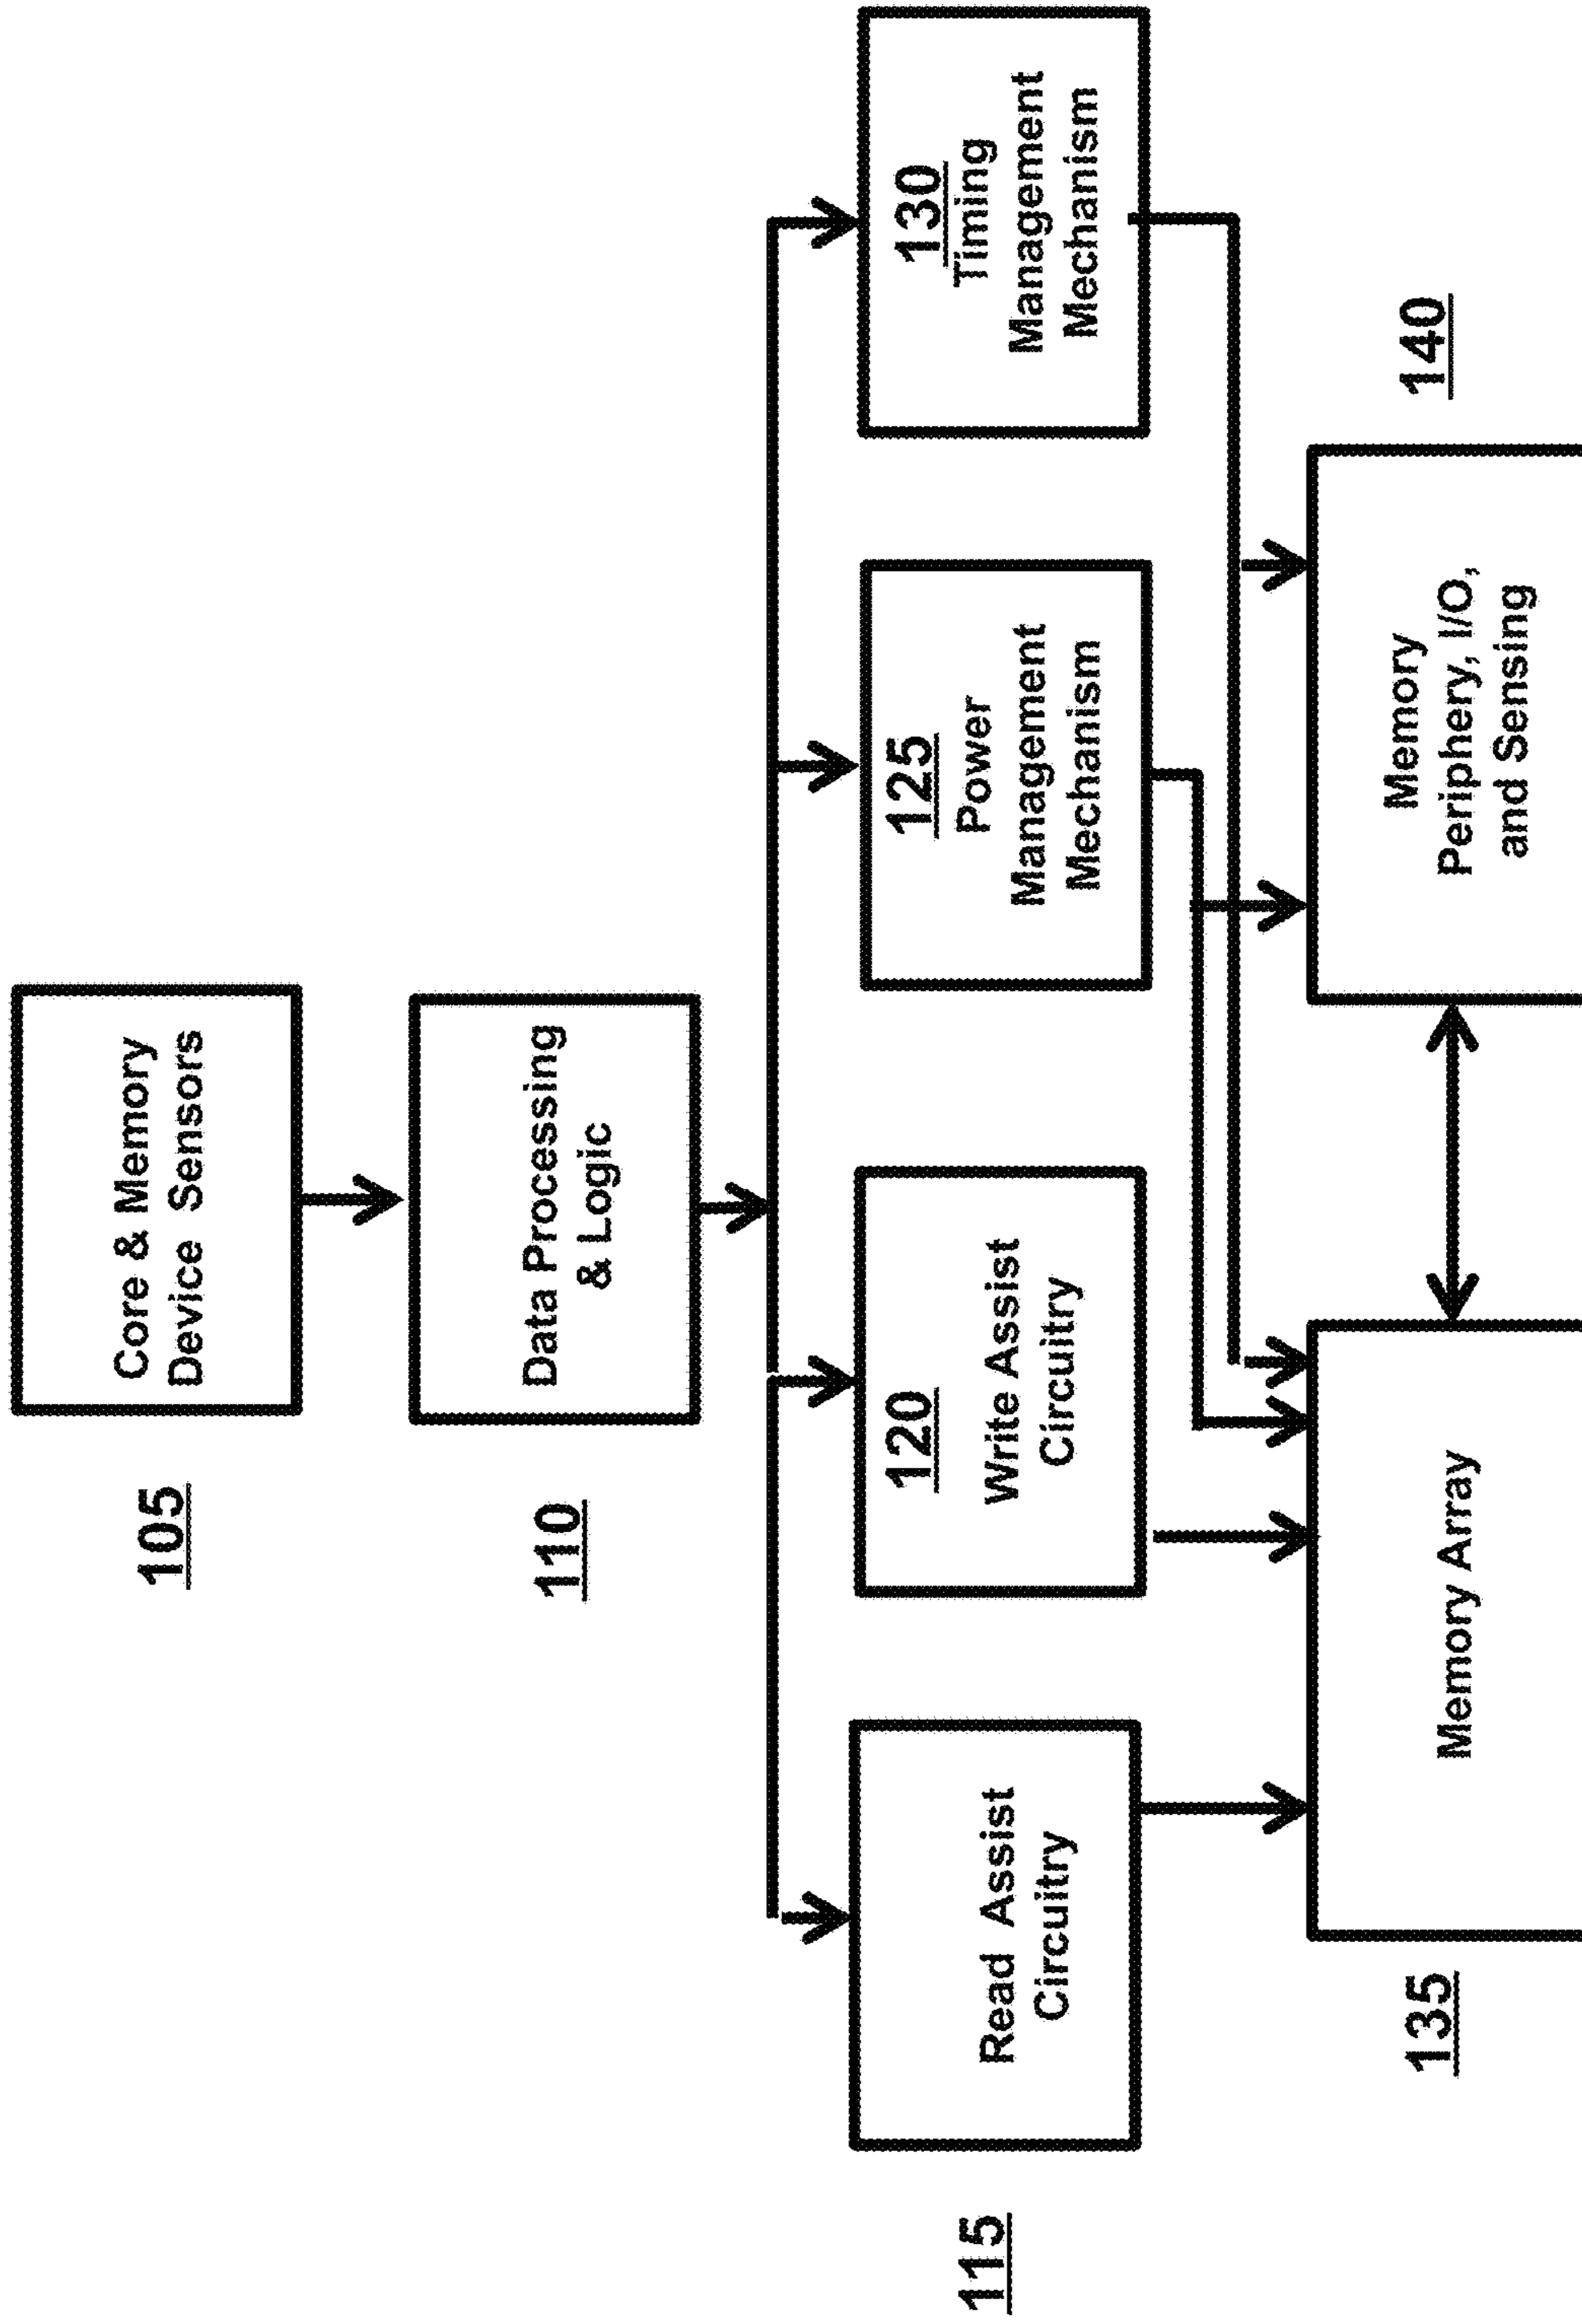 105
Core & Memory
Device Sensors
110
Data Processing
& Logic
115
Read Assist
Circuitry
120
Write Assist
Circuitry
125
Power
Management
Mechanism
130
Timing
Management
Mechanism
135
Memory Array
Memory
Periphery, I/O,
and Sensing
140